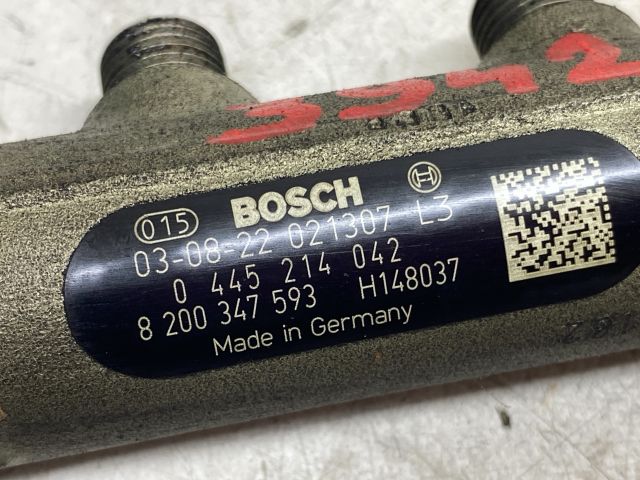 3942
015 BOSCH
03-08-22 021307 L3
0 445 214 042
8 200 347 593 H148037
Made in Germany